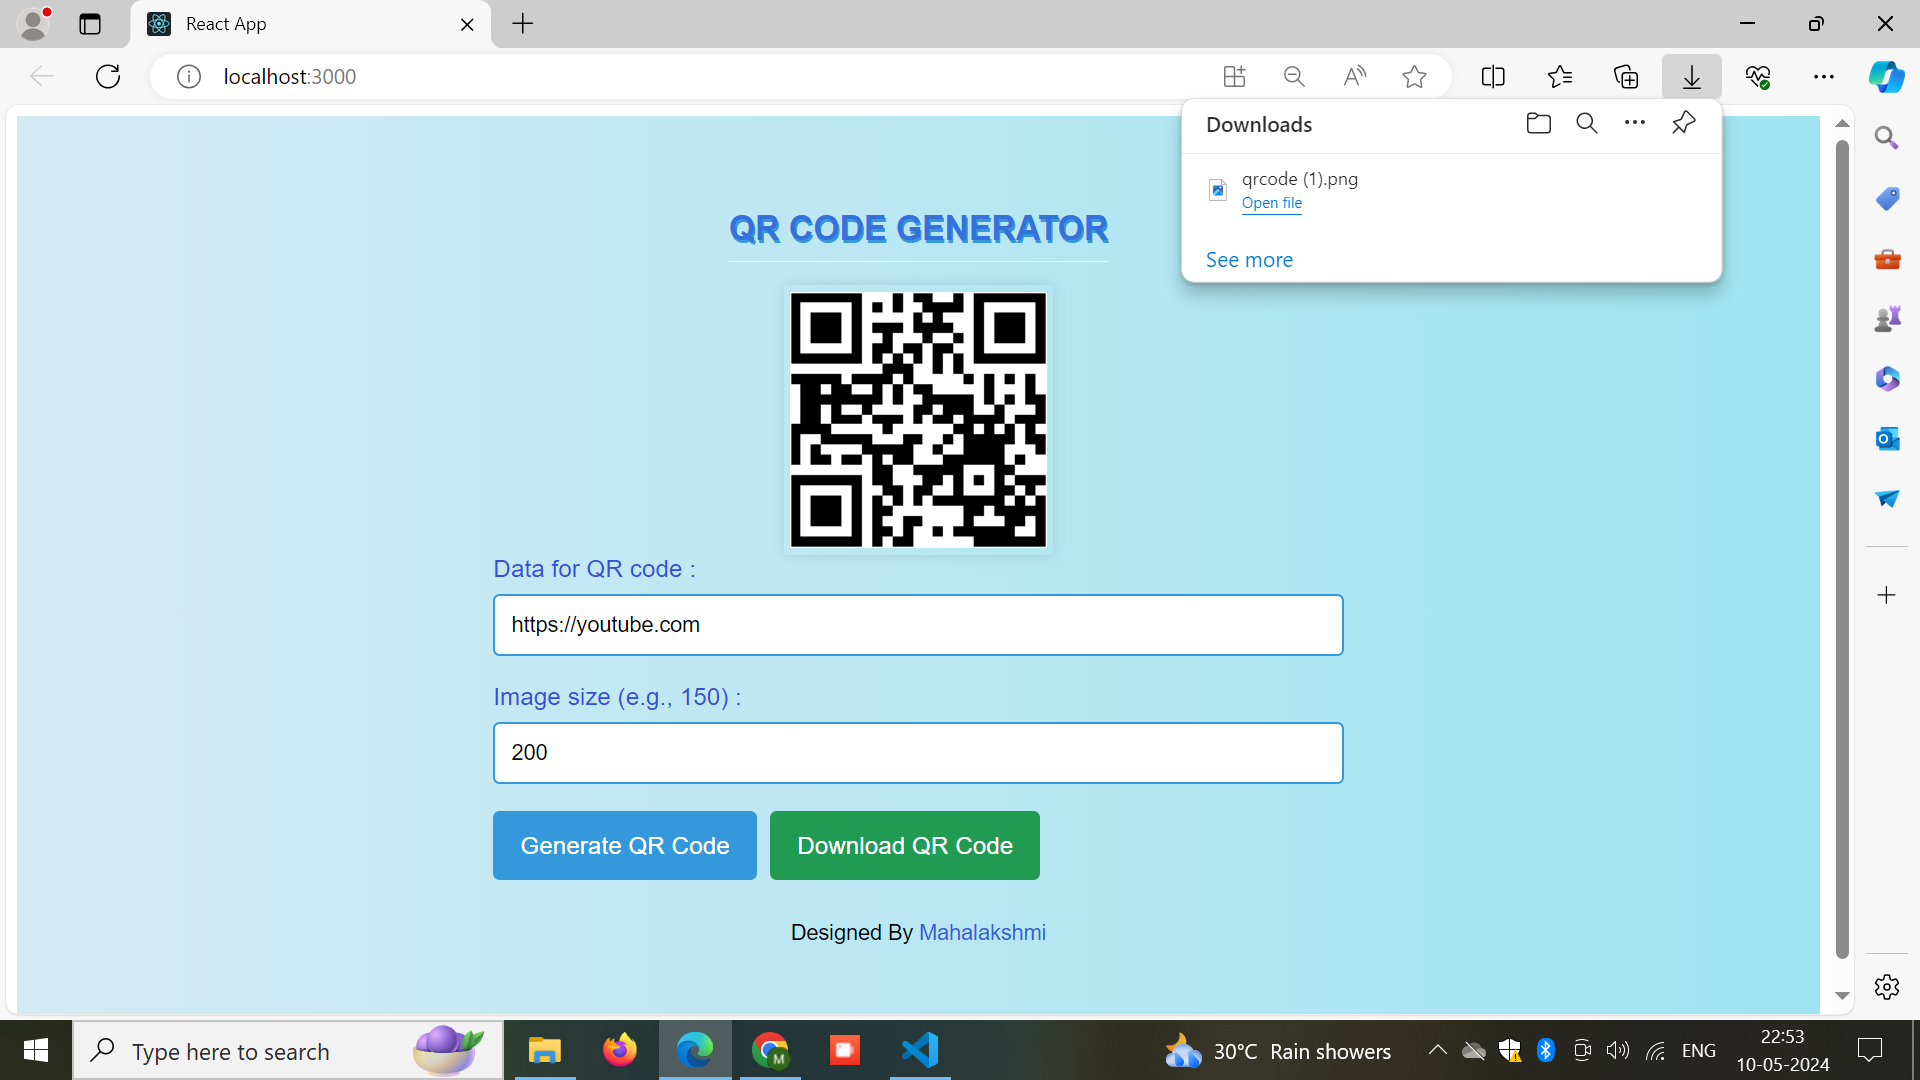 React App
localhost:3000
Downloads
qrcode (1).png
Open file
See more
QR CODE GENERATOR
Data for QR code :
https://youtube.com
Image size (e.g., 150) :
200
Generate QR Code
Download QR Code
Designed By Mahalakshmi
Type here to search
M
30°C Rain showers
ENG
22:53
10-05-2024